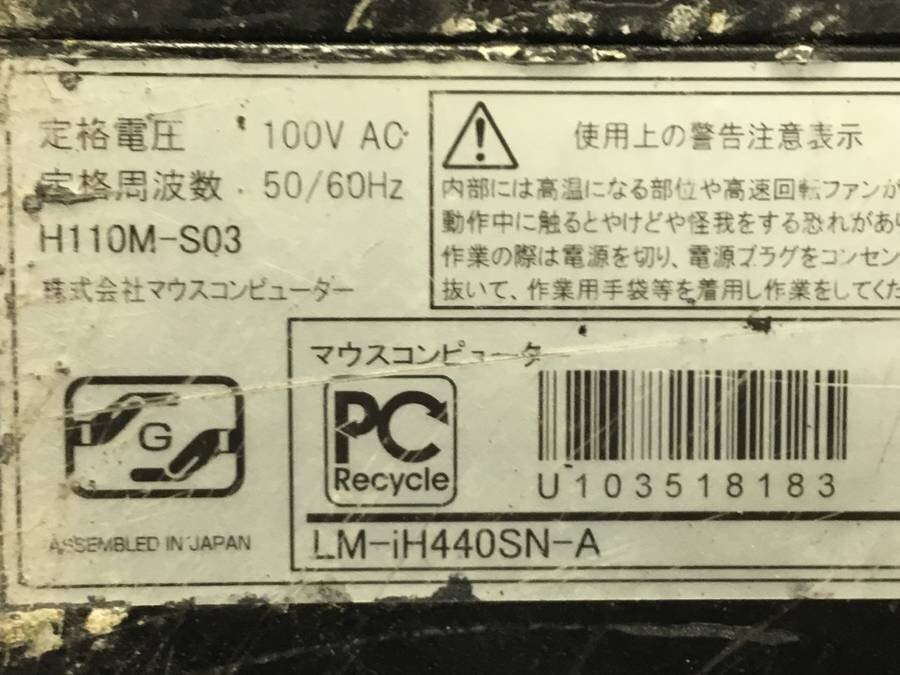 定格電圧 100V AC
定格周波数 50/60Hz
H110M-S03
株式会社マウスコンピューター
使用上の警告注意表示
内部には高温になる部位や高速回転ファンが
動作中に触るとやけどや怪我をする恐れがあり
作業の際は電源を切り、電源プラグをコンセン
抜いて、作業用手袋等を着用し作業をしてくだ
G
ASSEMBLED IN JAPAN
マウスコンピューター
PC
Recycle
U103518183
LM-iH440SN-A